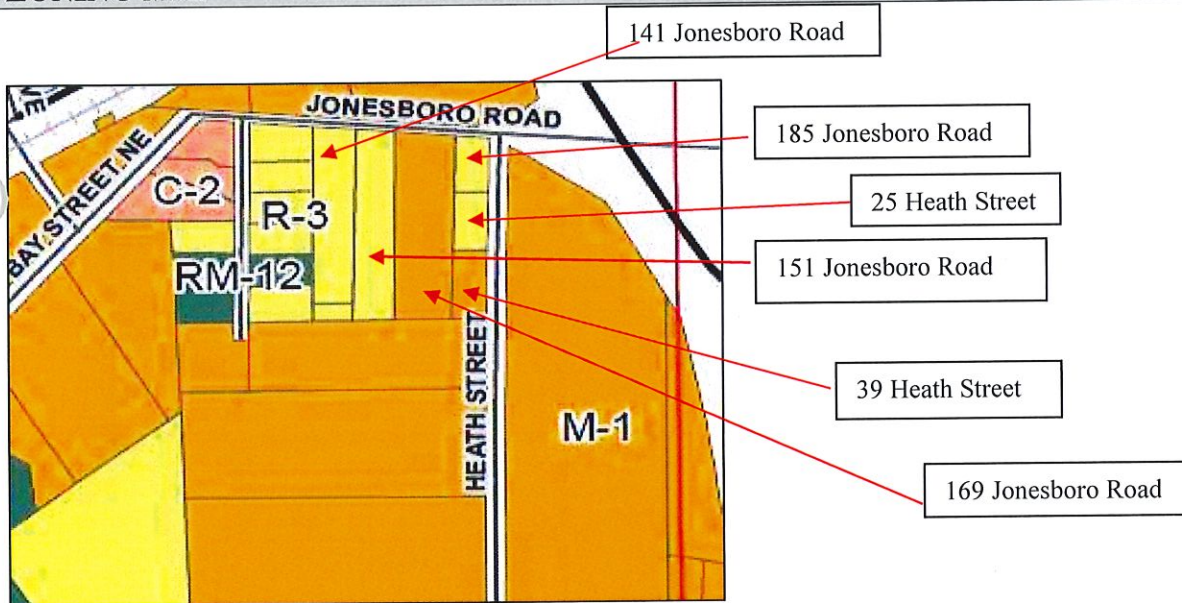 141 Jonesboro Road
JONESBORO ROAD
185 Jonesboro Road
BAY STREET NE
C-2
R-3
25 Heath Street
151 Jonesboro Road
RM-12
HEATH STREET
39 Heath Street
M-1
169 Jonesboro Road